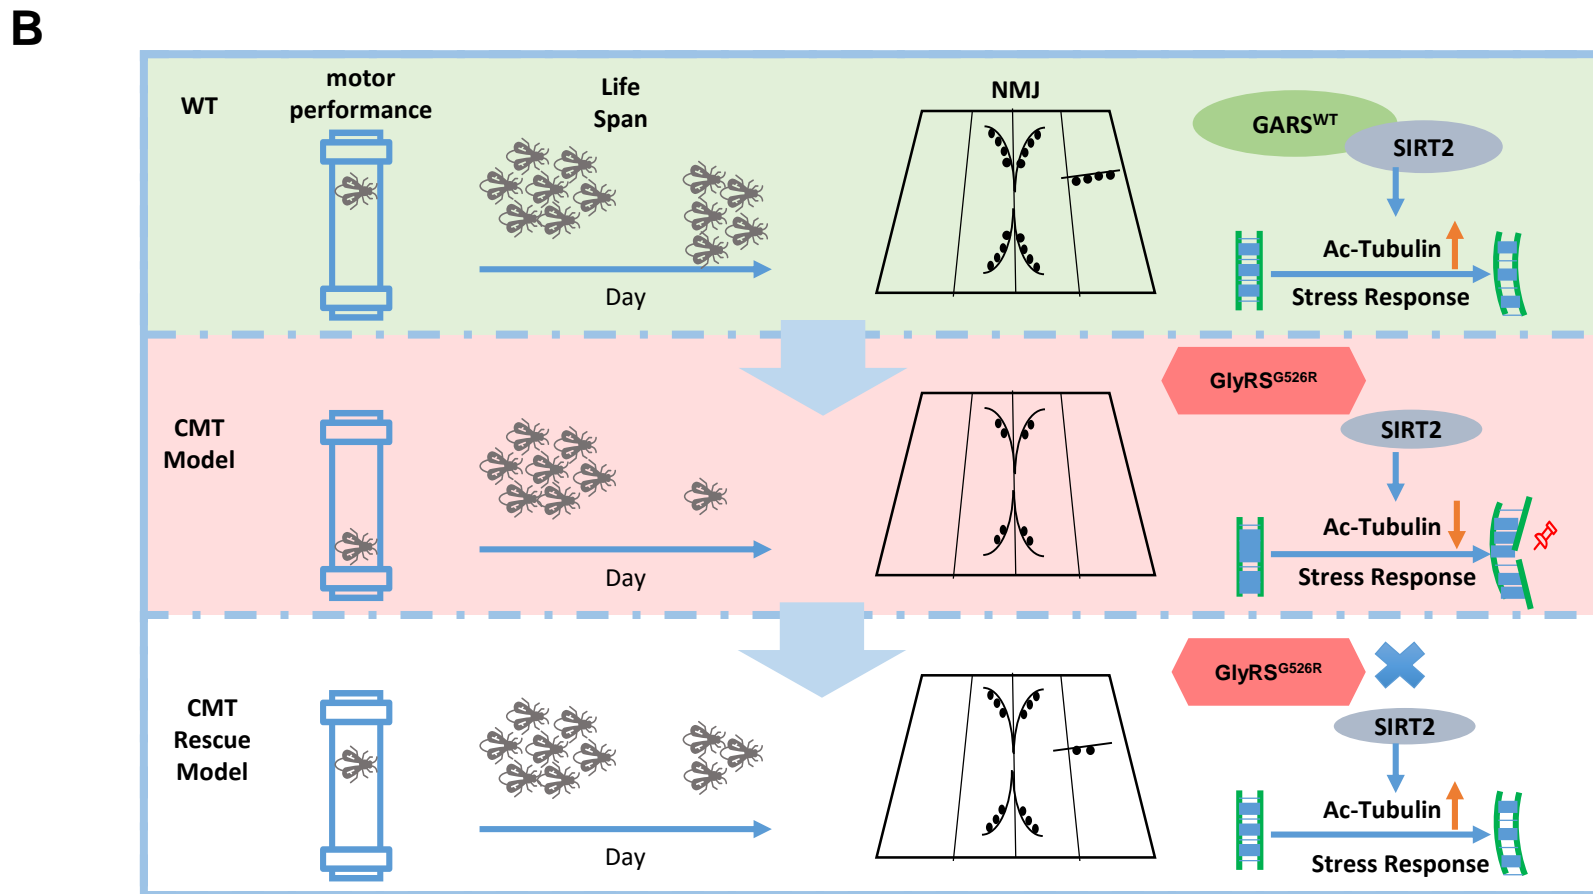 B
WT
motor
performance
Life
Span
NMJ
GARSWT
SIRT2
Ac-Tubulin
Stress Response
Day
CMT
Model
GlyRSG526R
SIRT2
Ac-Tubulin
Stress Response
Day
CMT
Rescue
Model
GlyRSG526R
SIRT2
Ac-Tubulin
Stress Response
Day